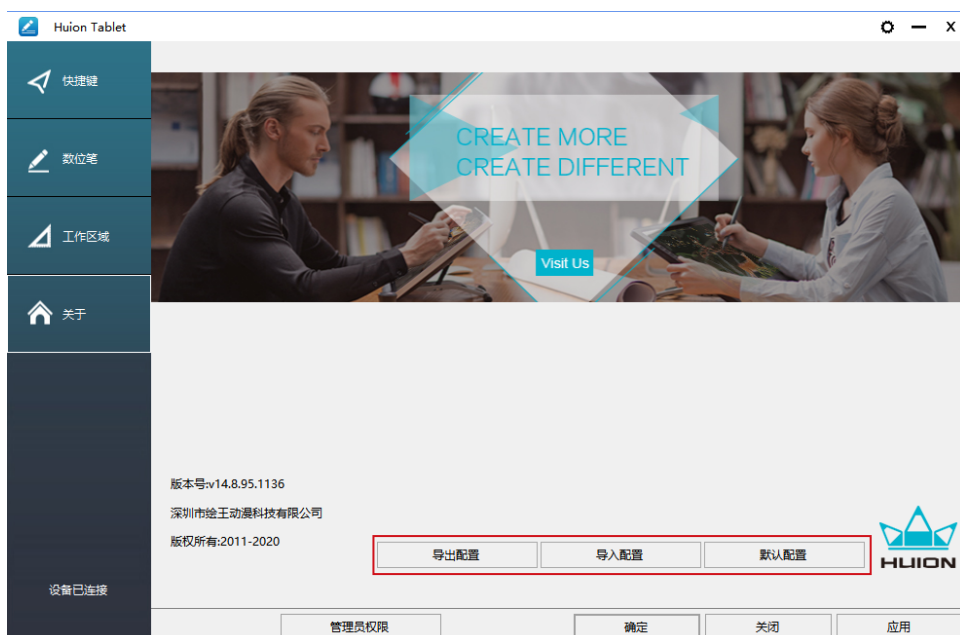 Huion Tablet
快捷键
数位笔
工作区域
关于
CREATE MORE
CREATE DIFFERENT
Visit Us
版本号:v14.8.95.1136
深圳市绘王动漫科技有限公司
版权所有:2011-2020
导出配置 导入配置 默认配置
HUION
设备已连接
管理员权限 确定 关闭 应用